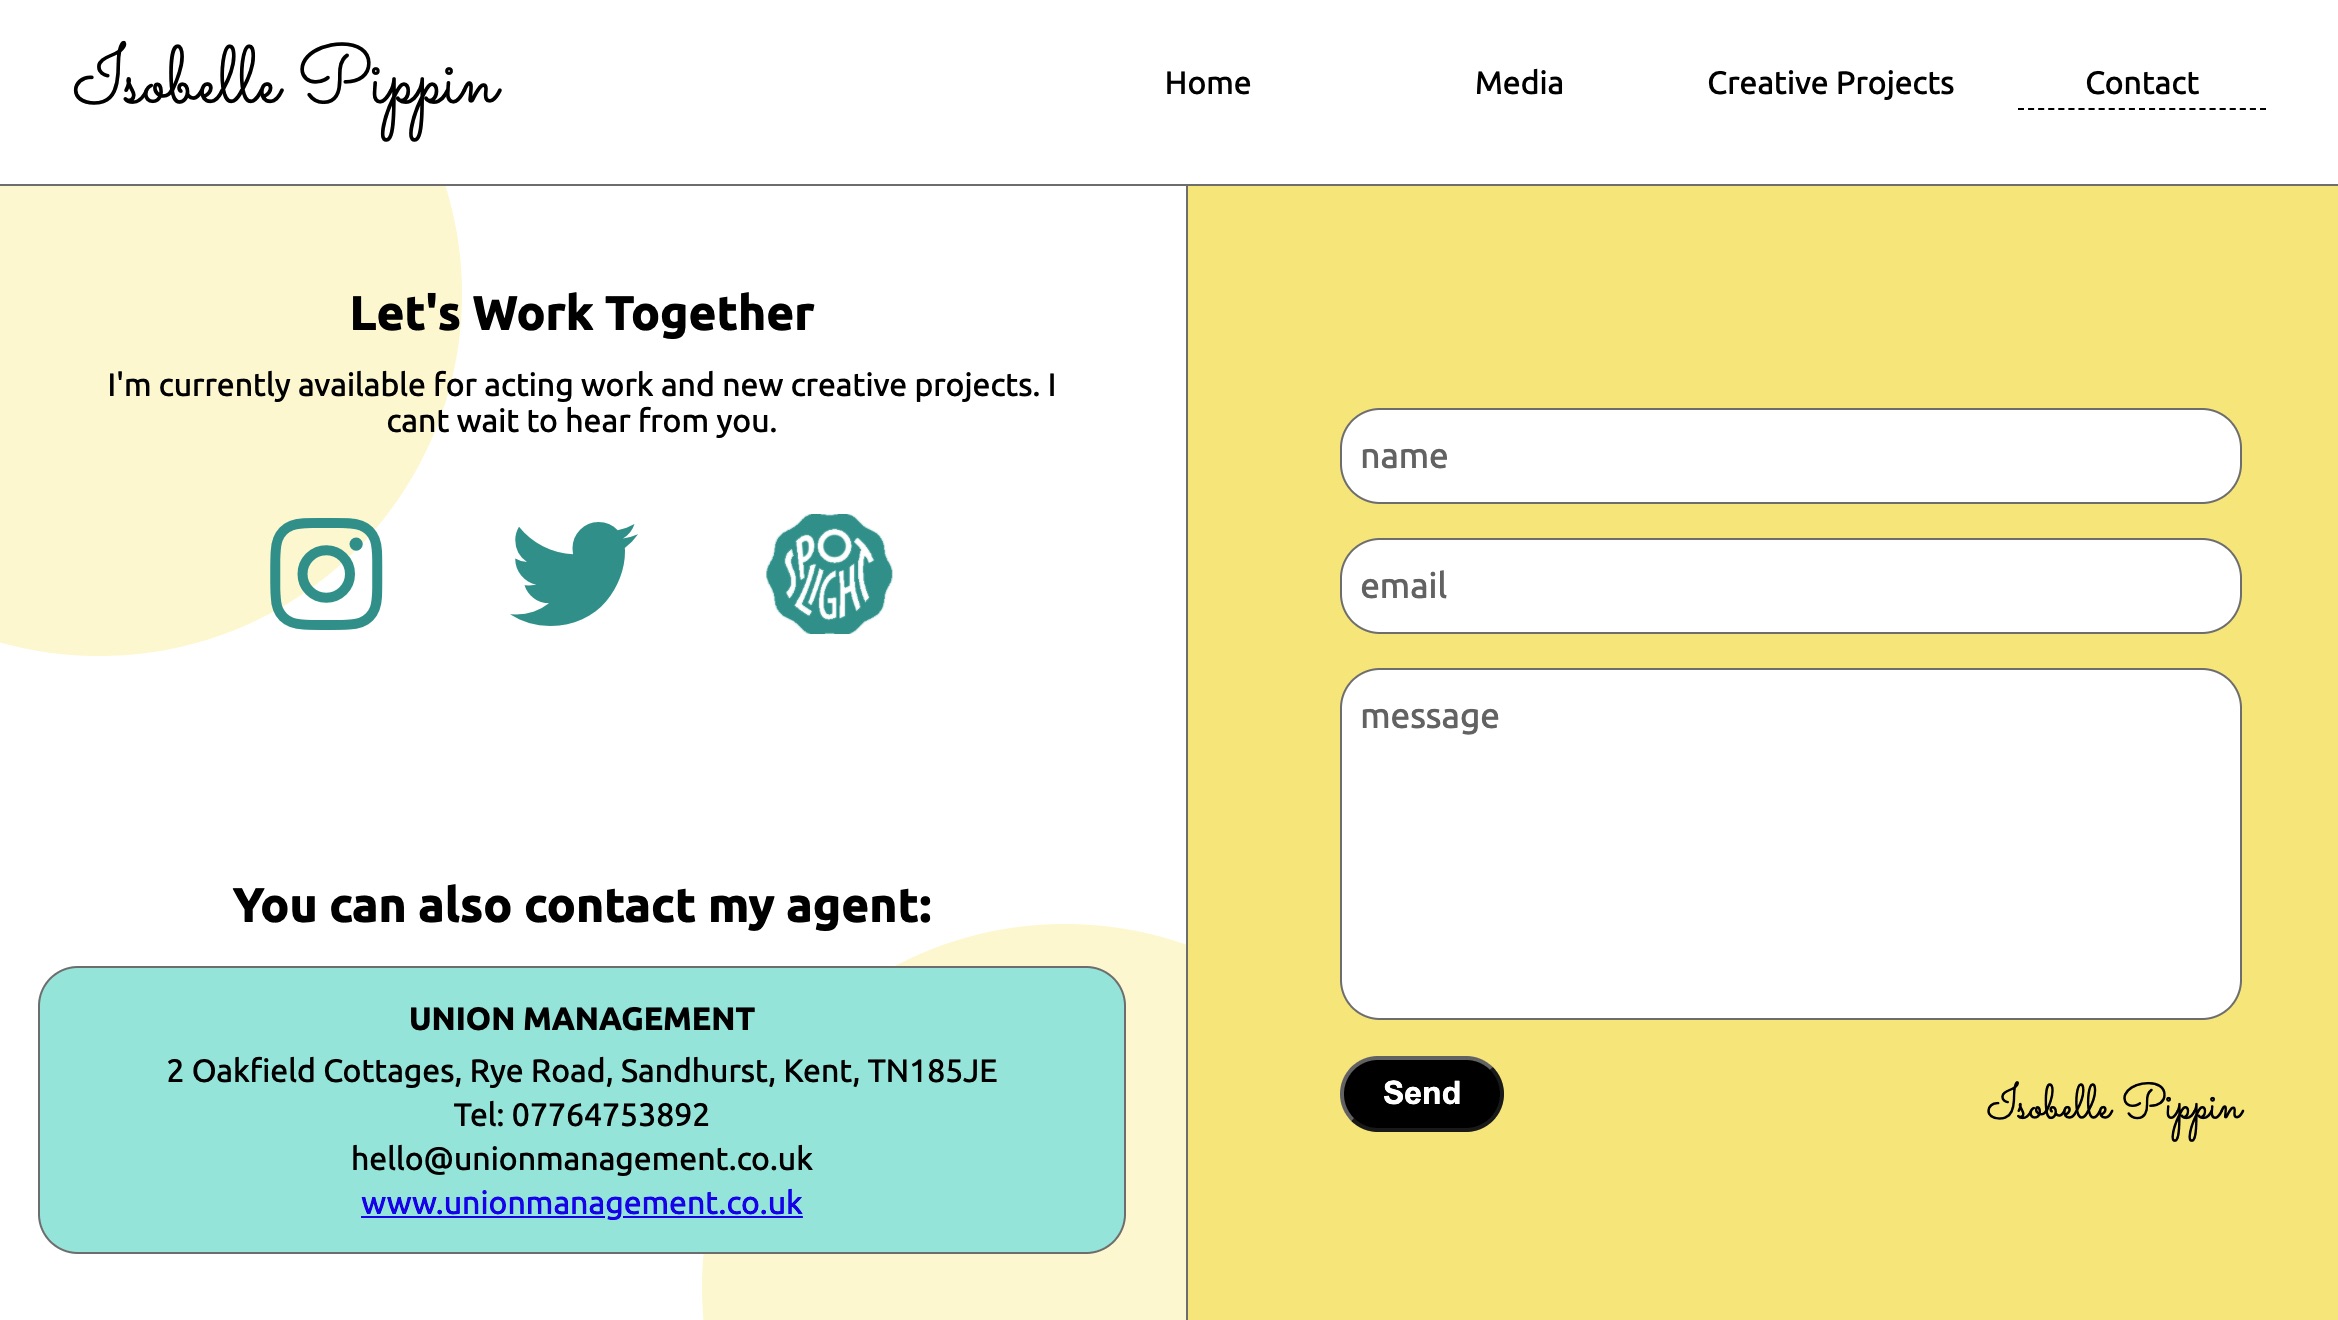 Isobelle Pippin
Home Media Creative Projects Contact
Let's Work Together
I'm currently available for acting work and new creative projects. I
cant wait to hear from you.
SPOTLIGHT
You can also contact my agent:
UNION MANAGEMENT
2 Oakfield Cottages, Rye Road, Sandhurst, Kent, TN185JE
Tel: 07764753892
hello@unionmanagement.co.uk
www.unionmanagement.co.uk
name
email
message
Send
Isobelle Pippin